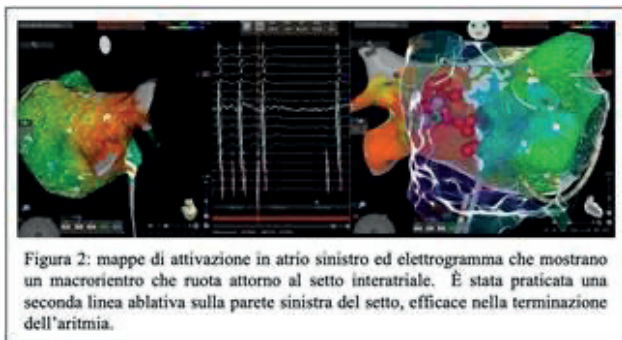 Figura 2: mappe di attivazione in atrio sinistro ed elettrogramma che mostrano
un macrorientro che ruota attorno al setto interatriale. È stata praticata una
seconda linea ablativa sulla parete sinistra del setto, efficace nella terminazione
dell'aritmia.